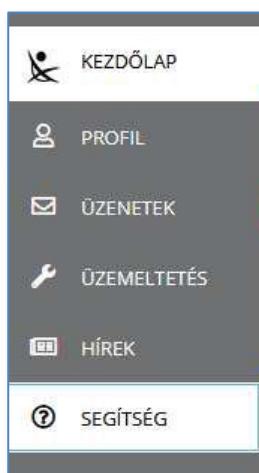 KEZDŐLAP
PROFIL
ÜZENETEK
ÜZEMELTETÉS
HÍREK
SEGÍTSÉG